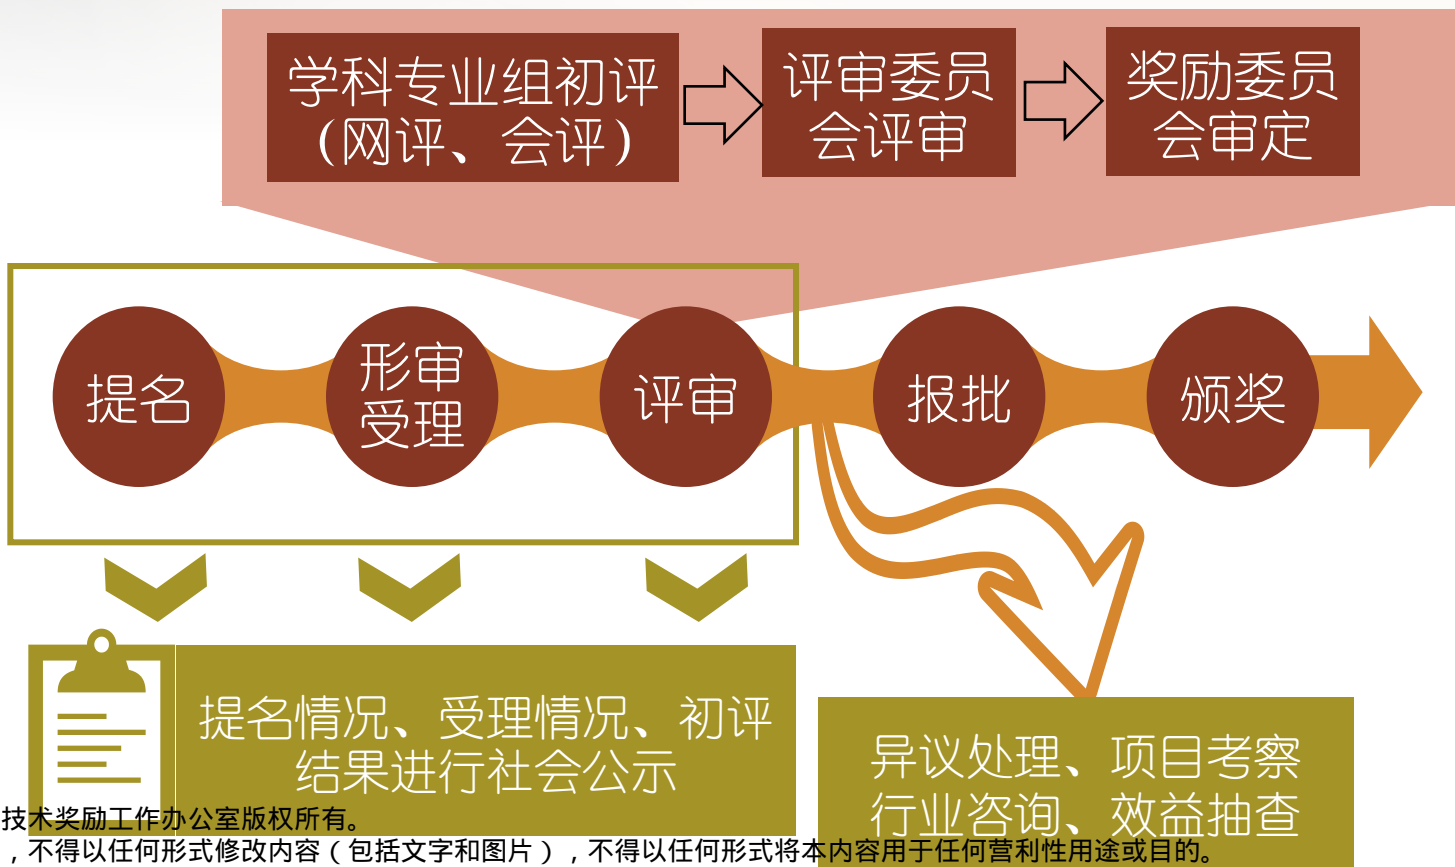 学科专业组初评
（网评、会评）
评审委员
会评审
奖励委员
会审定
提名
形审
受理
评审
报批
颁奖
提名情况、受理情况、初评
结果进行社会公示
异议处理、项目考察
行业咨询、效益抽查
技术奖励工作办公室版权所有。
，不得以任何形式修改内容（包括文字和图片），不得以任何形式将本内容用于任何营利性用途或目的。